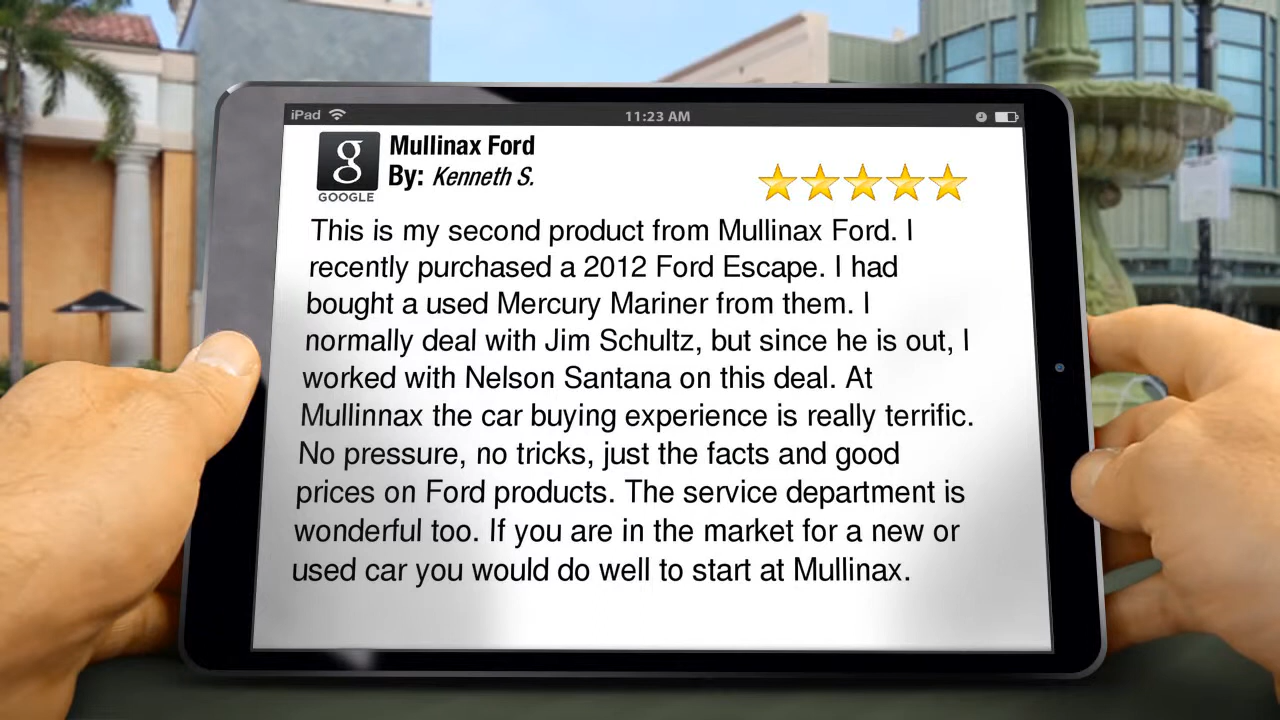 iPad 11:23 AM
g
GOOGLE
Mullinax Ford
By: Kenneth S.
This is my second product from Mullinax Ford. I
recently purchased a 2012 Ford Escape. I had
bought a used Mercury Mariner from them. I
normally deal with Jim Schultz, but since he is out, I
worked with Nelson Santana on this deal. At
Mullinnax the car buying experience is really terrific.
No pressure, no tricks, just the facts and good
prices on Ford products. The service department is
wonderful too. If you are in the market for a new or
used car you would do well to start at Mullinax.